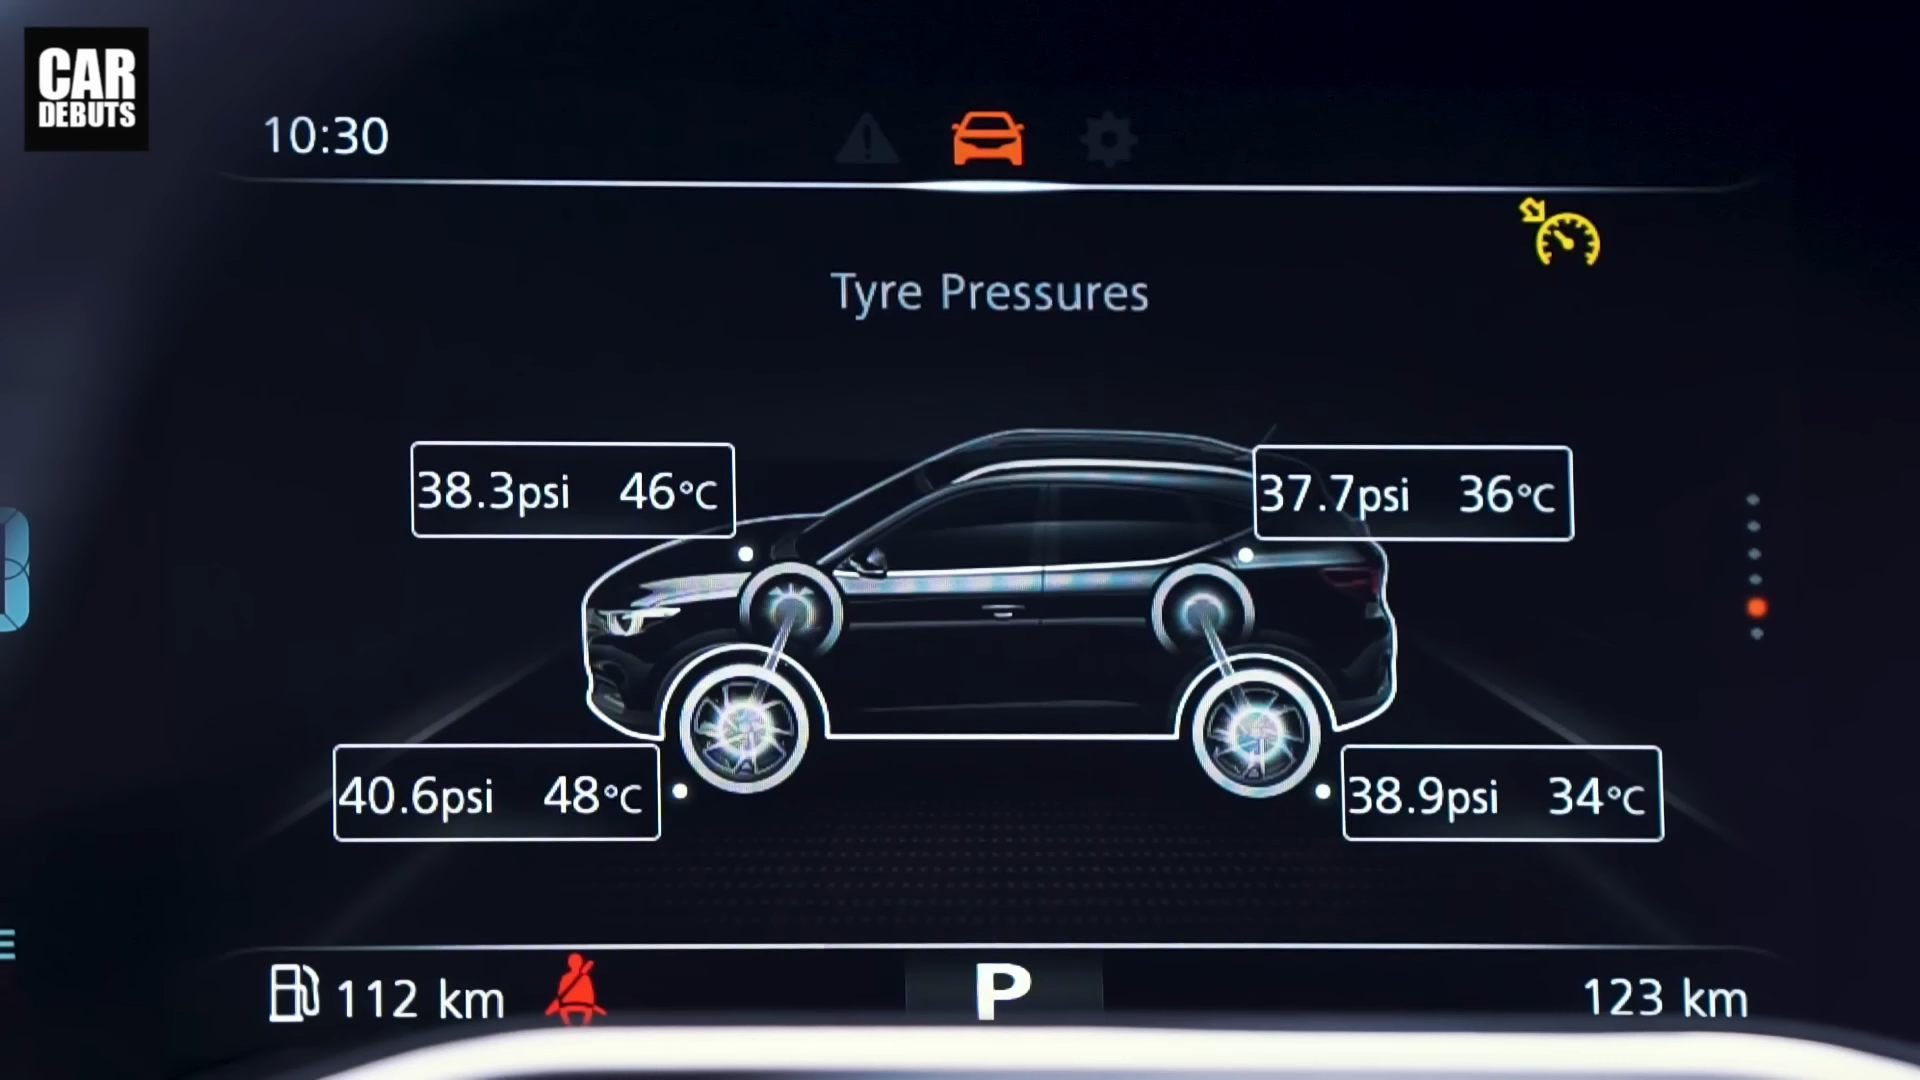 CAR
DEBUTS
10:30
Tyre Pressures
38.3psi 46°C
37.7psi 36°C
40.6psi 48°C
38.9psi 34°C
112 km
P
123 km